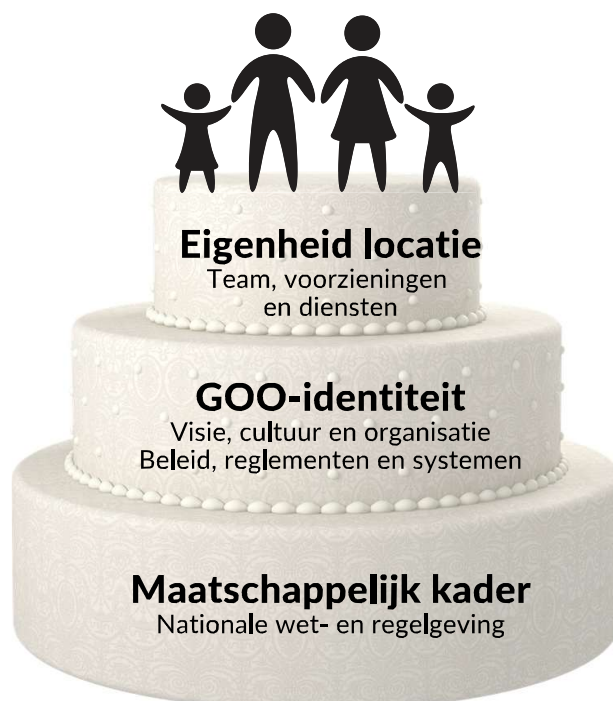 Eigenheid locatie
Team, voorzieningen
en diensten
GOO-identiteit
Visie, cultuur en organisatie
Beleid, reglementen en systemen
Maatschappelijk kader
Nationale wet- en regelgeving